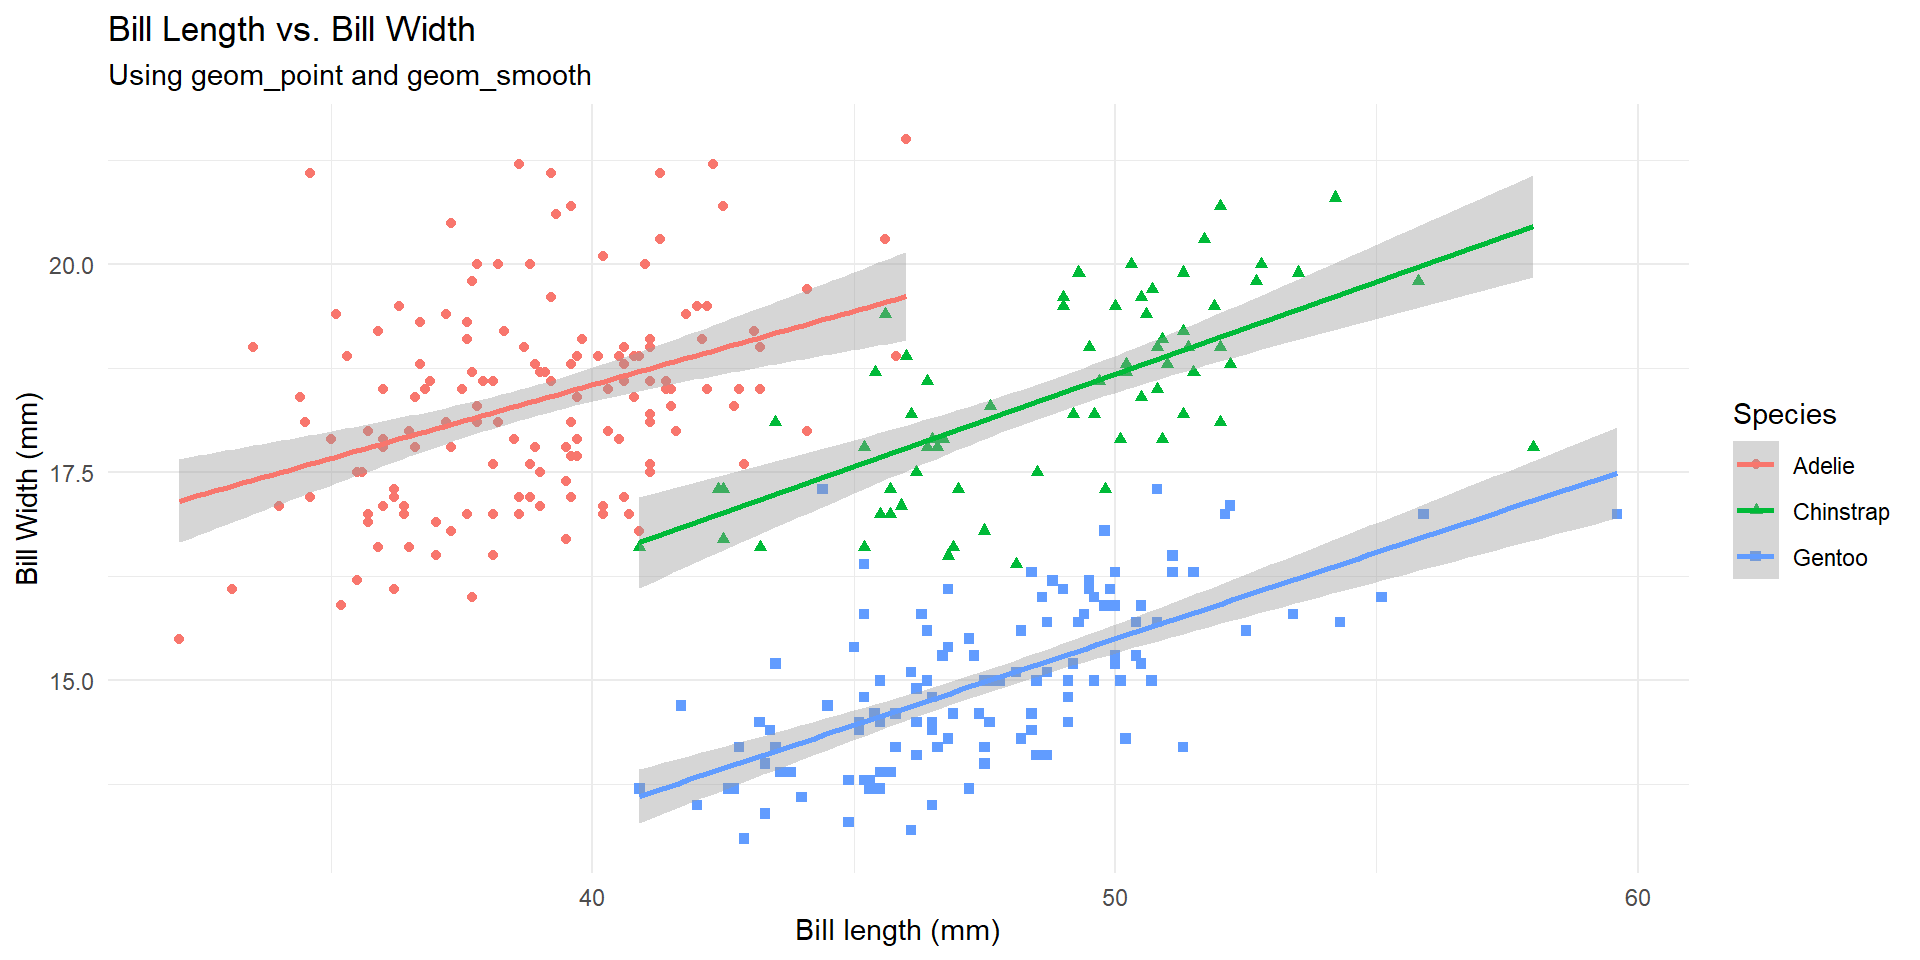 Bill Length vs. Bill Width
Using geom_point and geom_smooth
Bill Width (mm)
20.0
17.5
15.0
40
50
60
Bill length (mm)
Species
Adelie
Chinstrap
Gentoo